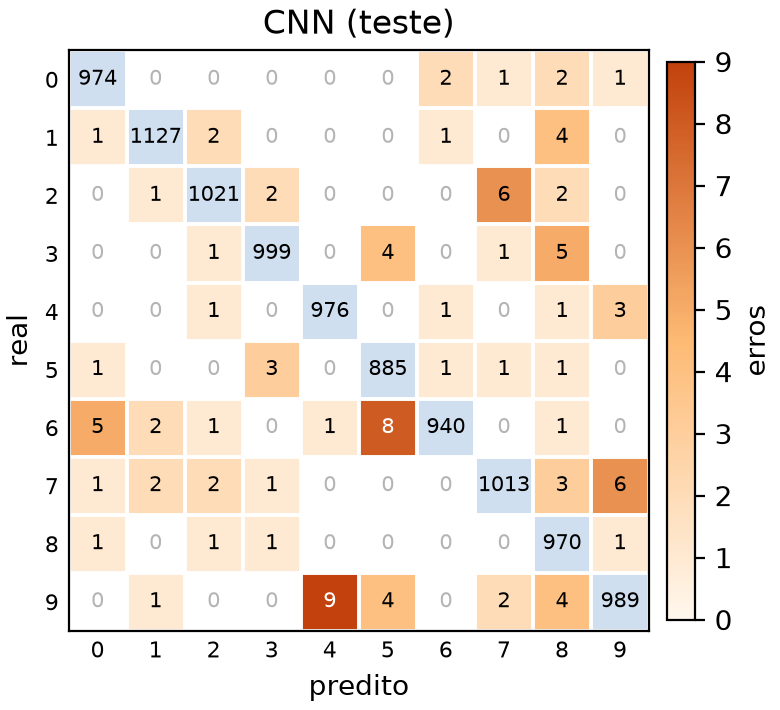 CNN (teste)
0 974 0 0 0 0 0 2 1 2 1
1 1 1127 2 0 0 0 1 0 4 0
2 0 1 1021 2 0 0 0 6 2 0
3 0 0 1 999 0 4 0 1 5 0
4 0 0 1 0 976 0 1 0 1 3
5 1 0 0 3 0 885 1 1 1 0
6 5 2 1 0 1 8 940 0 1 0
7 1 2 2 1 0 0 0 1013 3 6
8 1 0 1 1 0 0 0 0 970 1
9 0 1 0 0 9 4 0 2 4 989
0 1 2 3 4 5 6 7 8 9
predito
real
9
8
7
6
5
4
3
2
1
0
erros